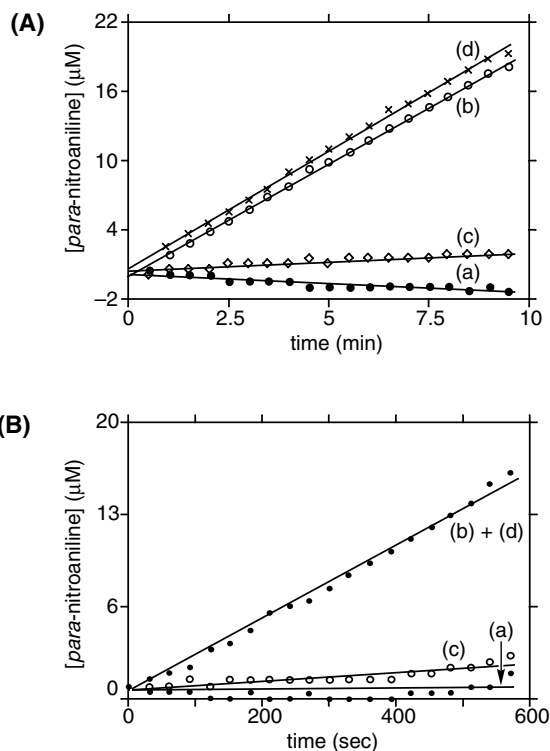 (A)
[para-nitroaniline] (µM)
22
16
10
4
−2
(d)
(b)
(c)
(a)
0
2.5
5
7.5
10
time (min)
(B)
[para-nitroaniline] (µM)
20
13
6
0
(b) + (d)
(a)
(c)
0
200
400
600
time (sec)